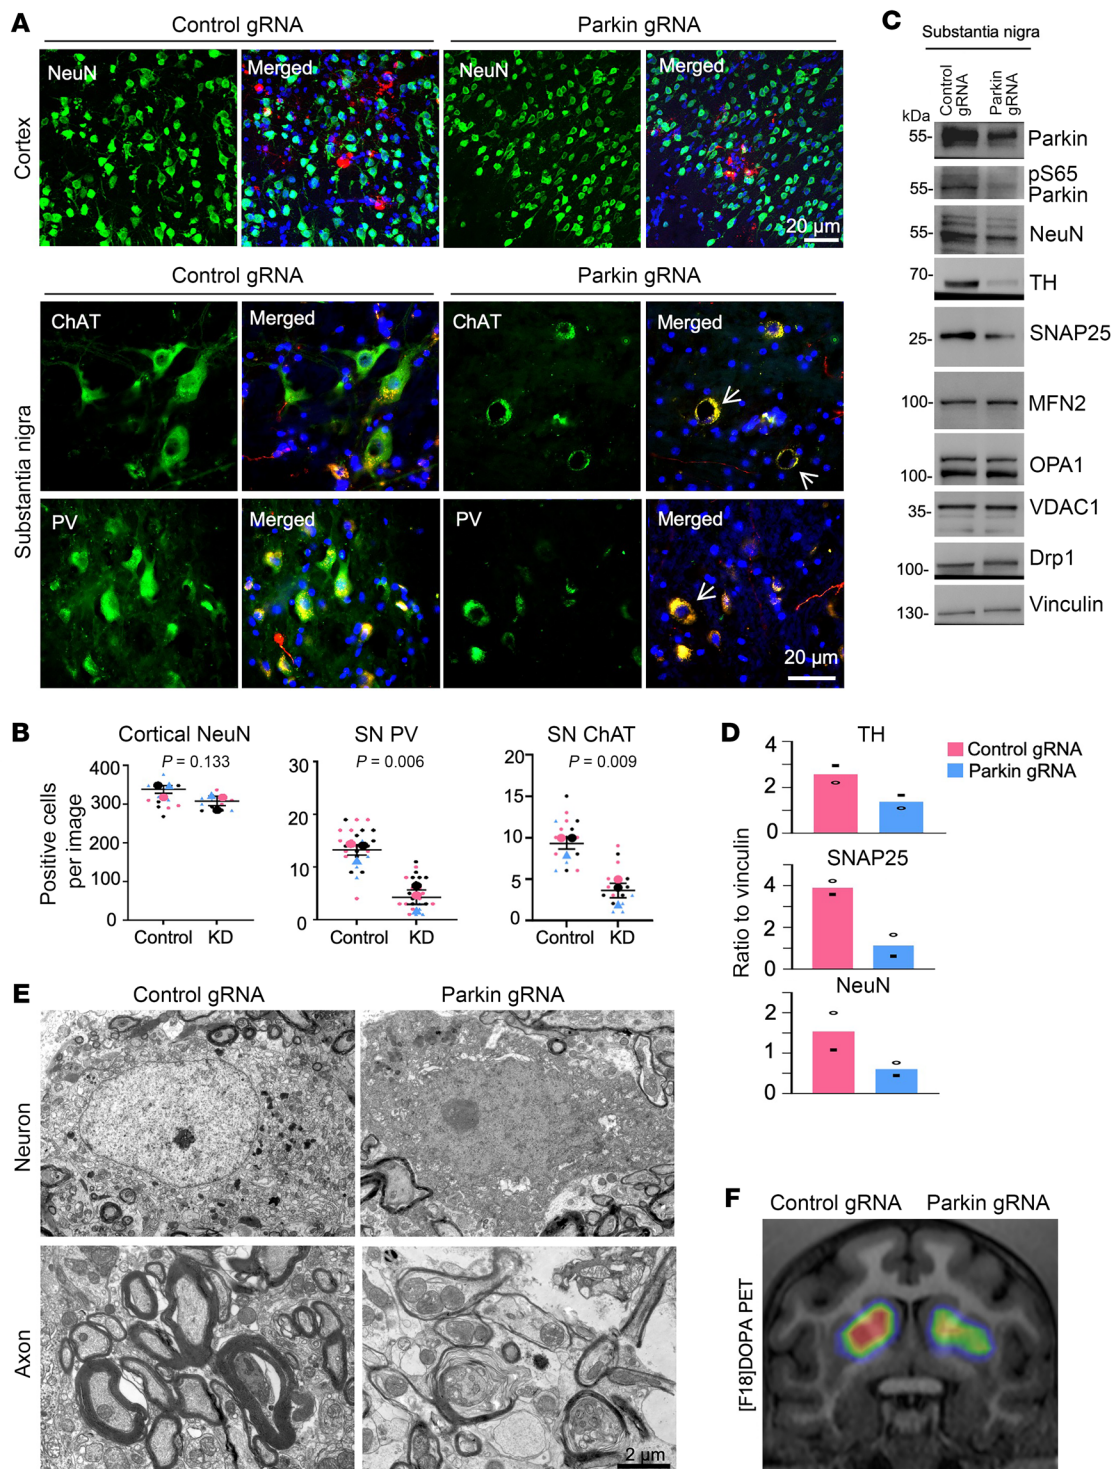 A
Control gRNA
Parkin gRNA
Cortex
NeuN
Merged
NeuN
Merged
20 µm
Control gRNA
Parkin gRNA
Substantia nigra
ChAT
Merged
ChAT
Merged
PV
Merged
PV
Merged
20 µm
C
Substantia nigra
Control gRNA
Parkin gRNA
kDa
55-
Parkin
55-
pS65
Parkin
55-
NeuN
70-
TH
25-
SNAP25
100-
MFN2
100-
OPA1
35-
VDAC1
100-
Drp1
130-
Vinculin
B
Cortical NeuN
P = 0.133
Positive cells
per image
400
300
200
100
0
Control
KD
SN PV
P = 0.006
30
20
10
0
Control
KD
SN ChAT
P = 0.009
20
15
10
5
0
Control
KD
D
TH
Control gRNA
Parkin gRNA
Ratio to vinculin
4
2
0
SNAP25
4
2
0
NeuN
2
1
0
E
Control gRNA
Parkin gRNA
Neuron
Axon
2 µm
F
Control gRNA
Parkin gRNA
[F18]DOPA PET